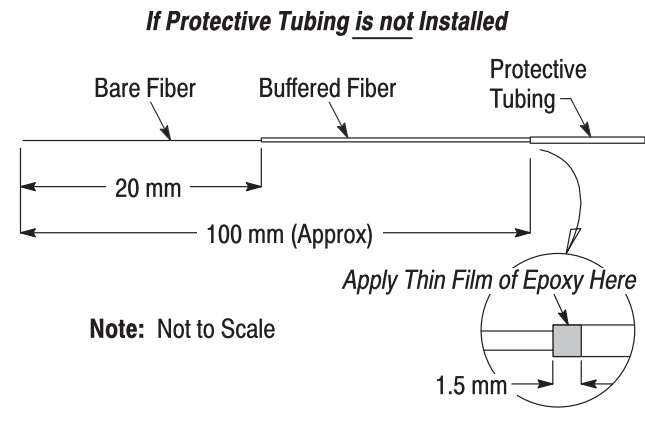 If Protective Tubing is not Installed
Bare Fiber
Buffered Fiber
Protective
Tubing
20 mm
100 mm (Approx)
Apply Thin Film of Epoxy Here
Note: Not to Scale
1.5 mm